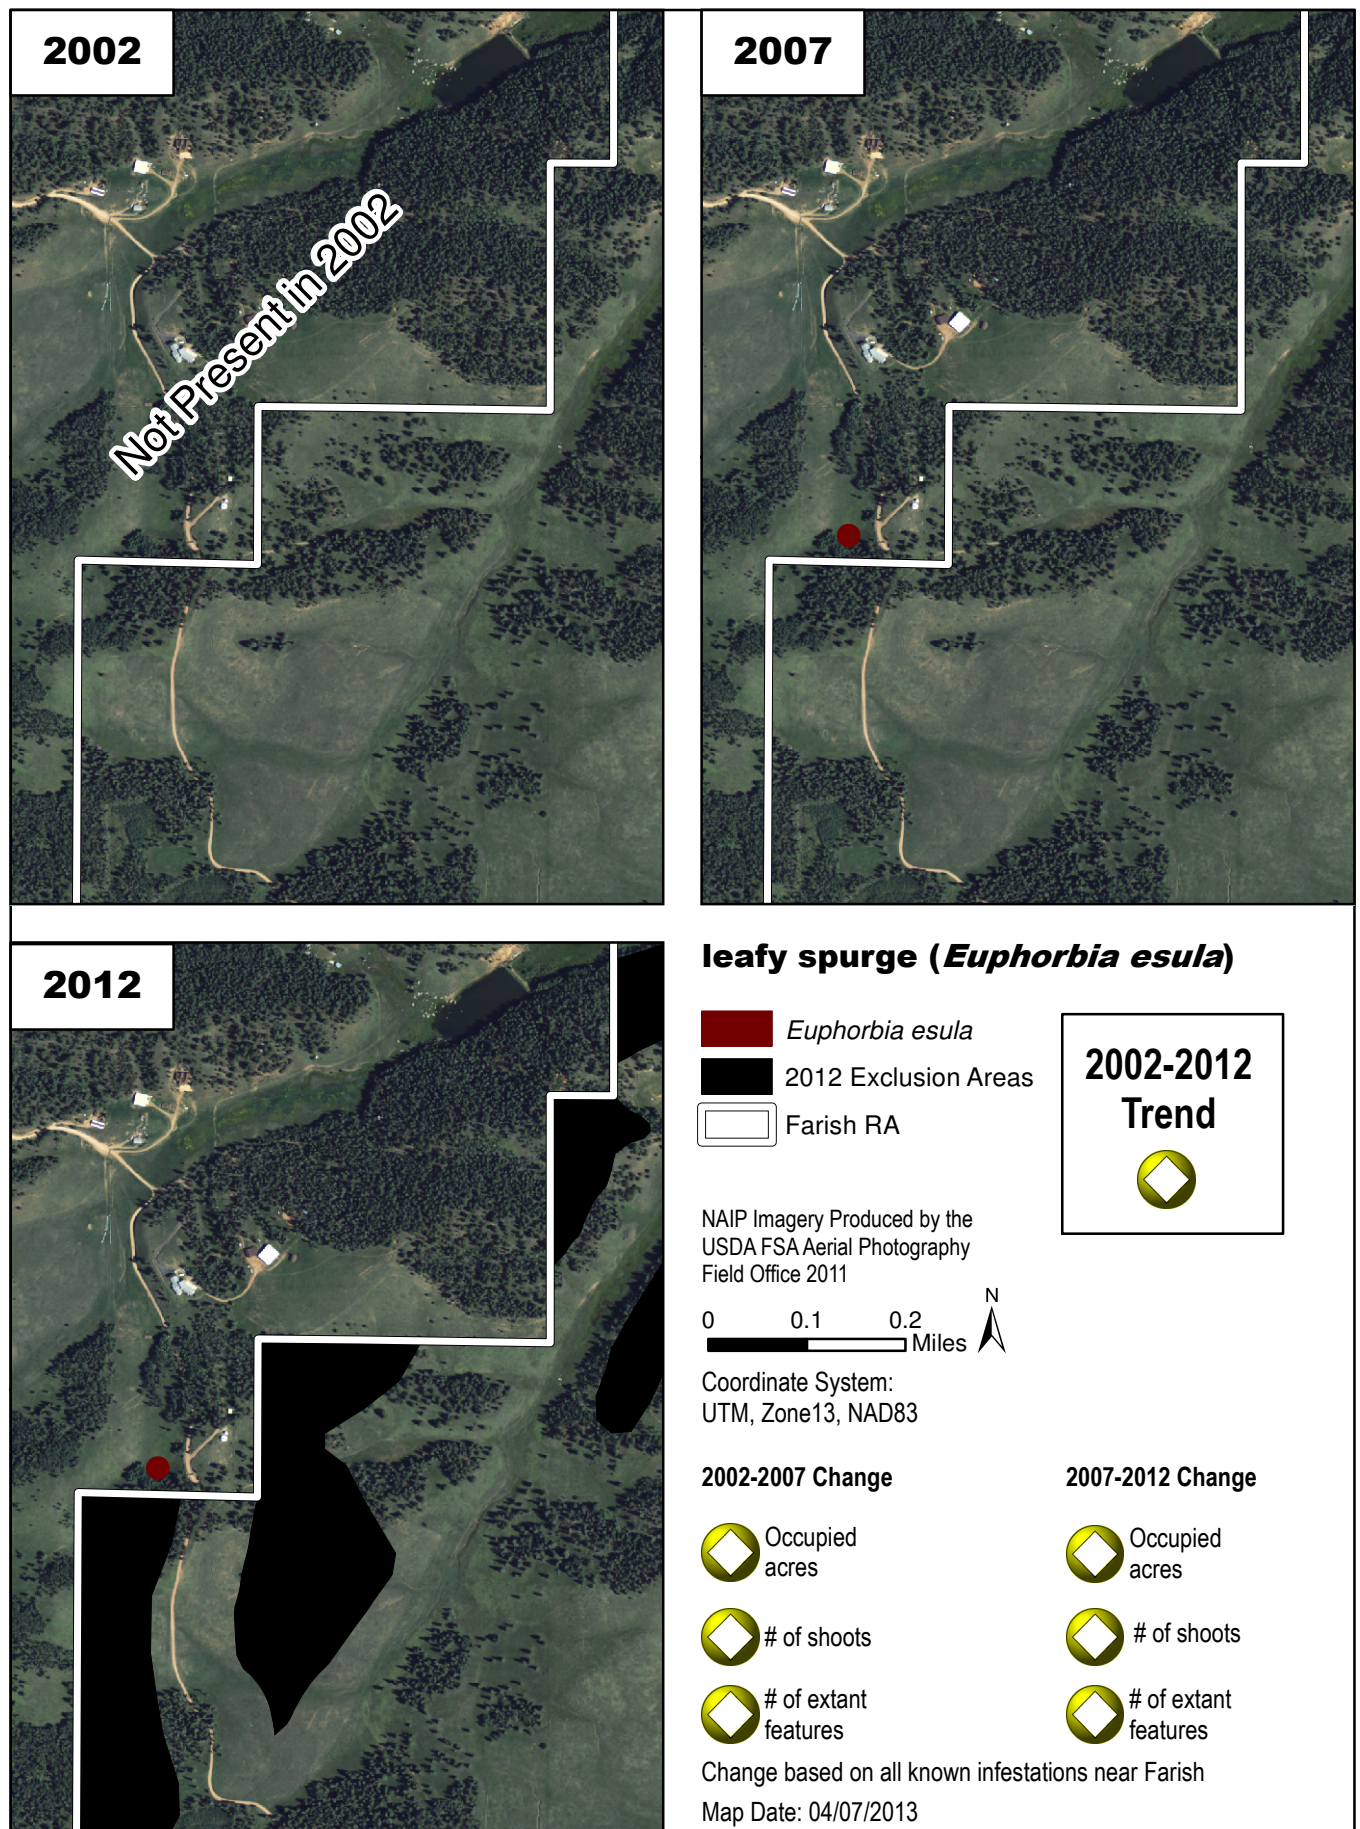 2002
Not Present in 2002
2007
2012
leafy spurge (Euphorbia esula)
Euphorbia esula
2012 Exclusion Areas
Farish RA
2002-2012
Trend
NAIP Imagery Produced by the
USDA FSA Aerial Photography
Field Office 2011
N
0 0.1 0.2
Miles
Coordinate System:
UTM, Zone13, NAD83
2002-2007 Change
Occupied
acres
# of shoots
# of extant
features
2007-2012 Change
Occupied
acres
# of shoots
# of extant
features
Change based on all known infestations near Farish
Map Date: 04/07/2013